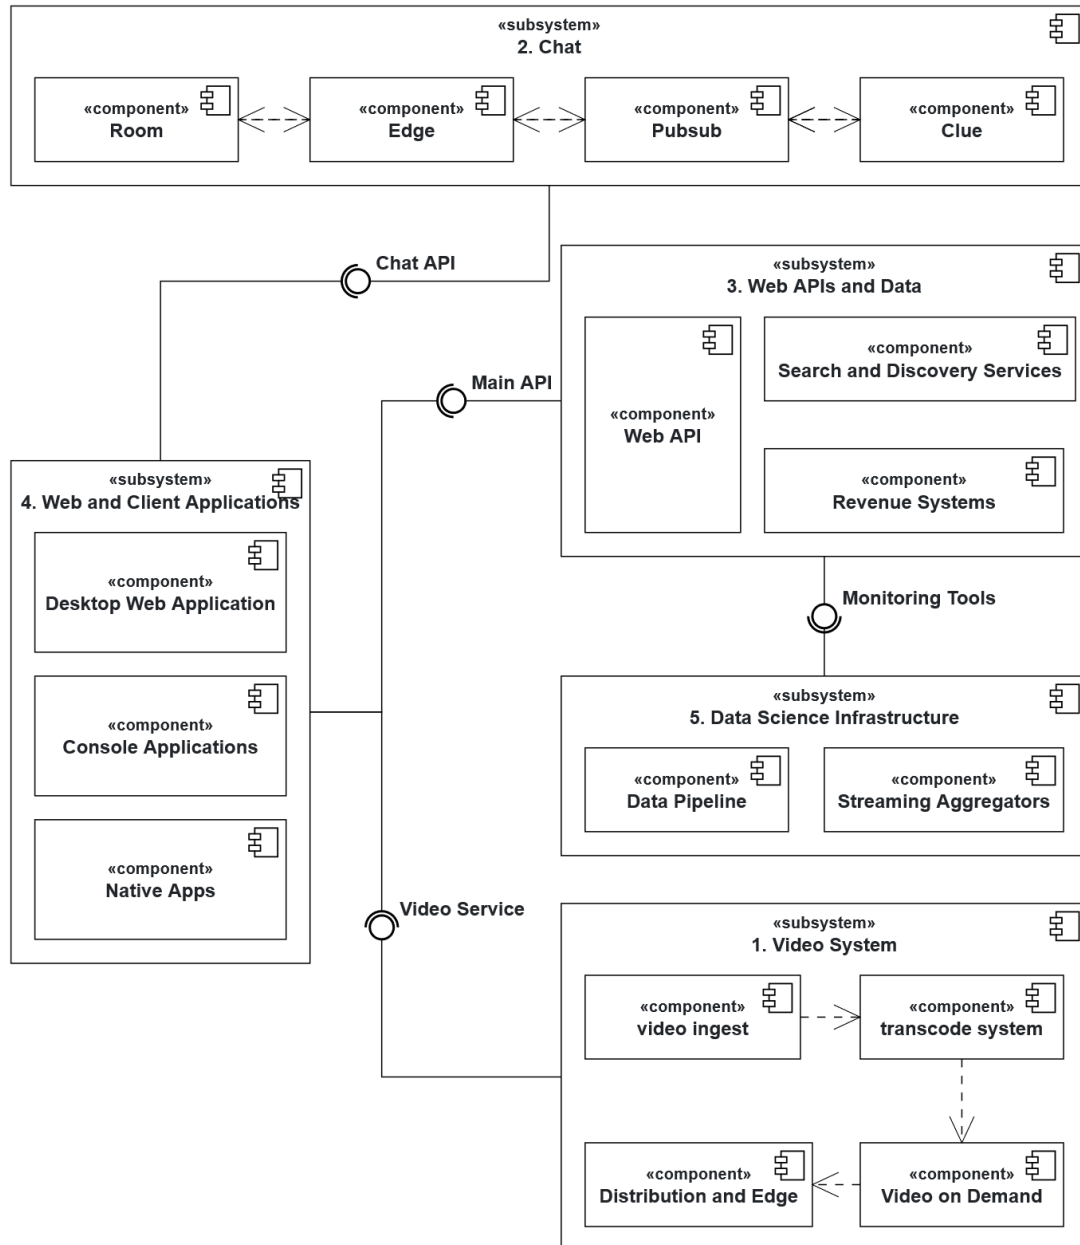 «subsystem»
2. Chat
«component»
Room
«component»
Edge
«component»
Pubsub
«component»
Clue
Chat API
«subsystem»
3. Web APIs and Data
«component»
Web API
«component»
Search and Discovery Services
«component»
Revenue Systems
Main API
«subsystem»
4. Web and Client Applications
«component»
Desktop Web Application
«component»
Console Applications
«component»
Native Apps
Monitoring Tools
«subsystem»
5. Data Science Infrastructure
«component»
Data Pipeline
«component»
Streaming Aggregators
Video Service
«subsystem»
1. Video System
«component»
video ingest
«component»
transcode system
«component»
Distribution and Edge
«component»
Video on Demand